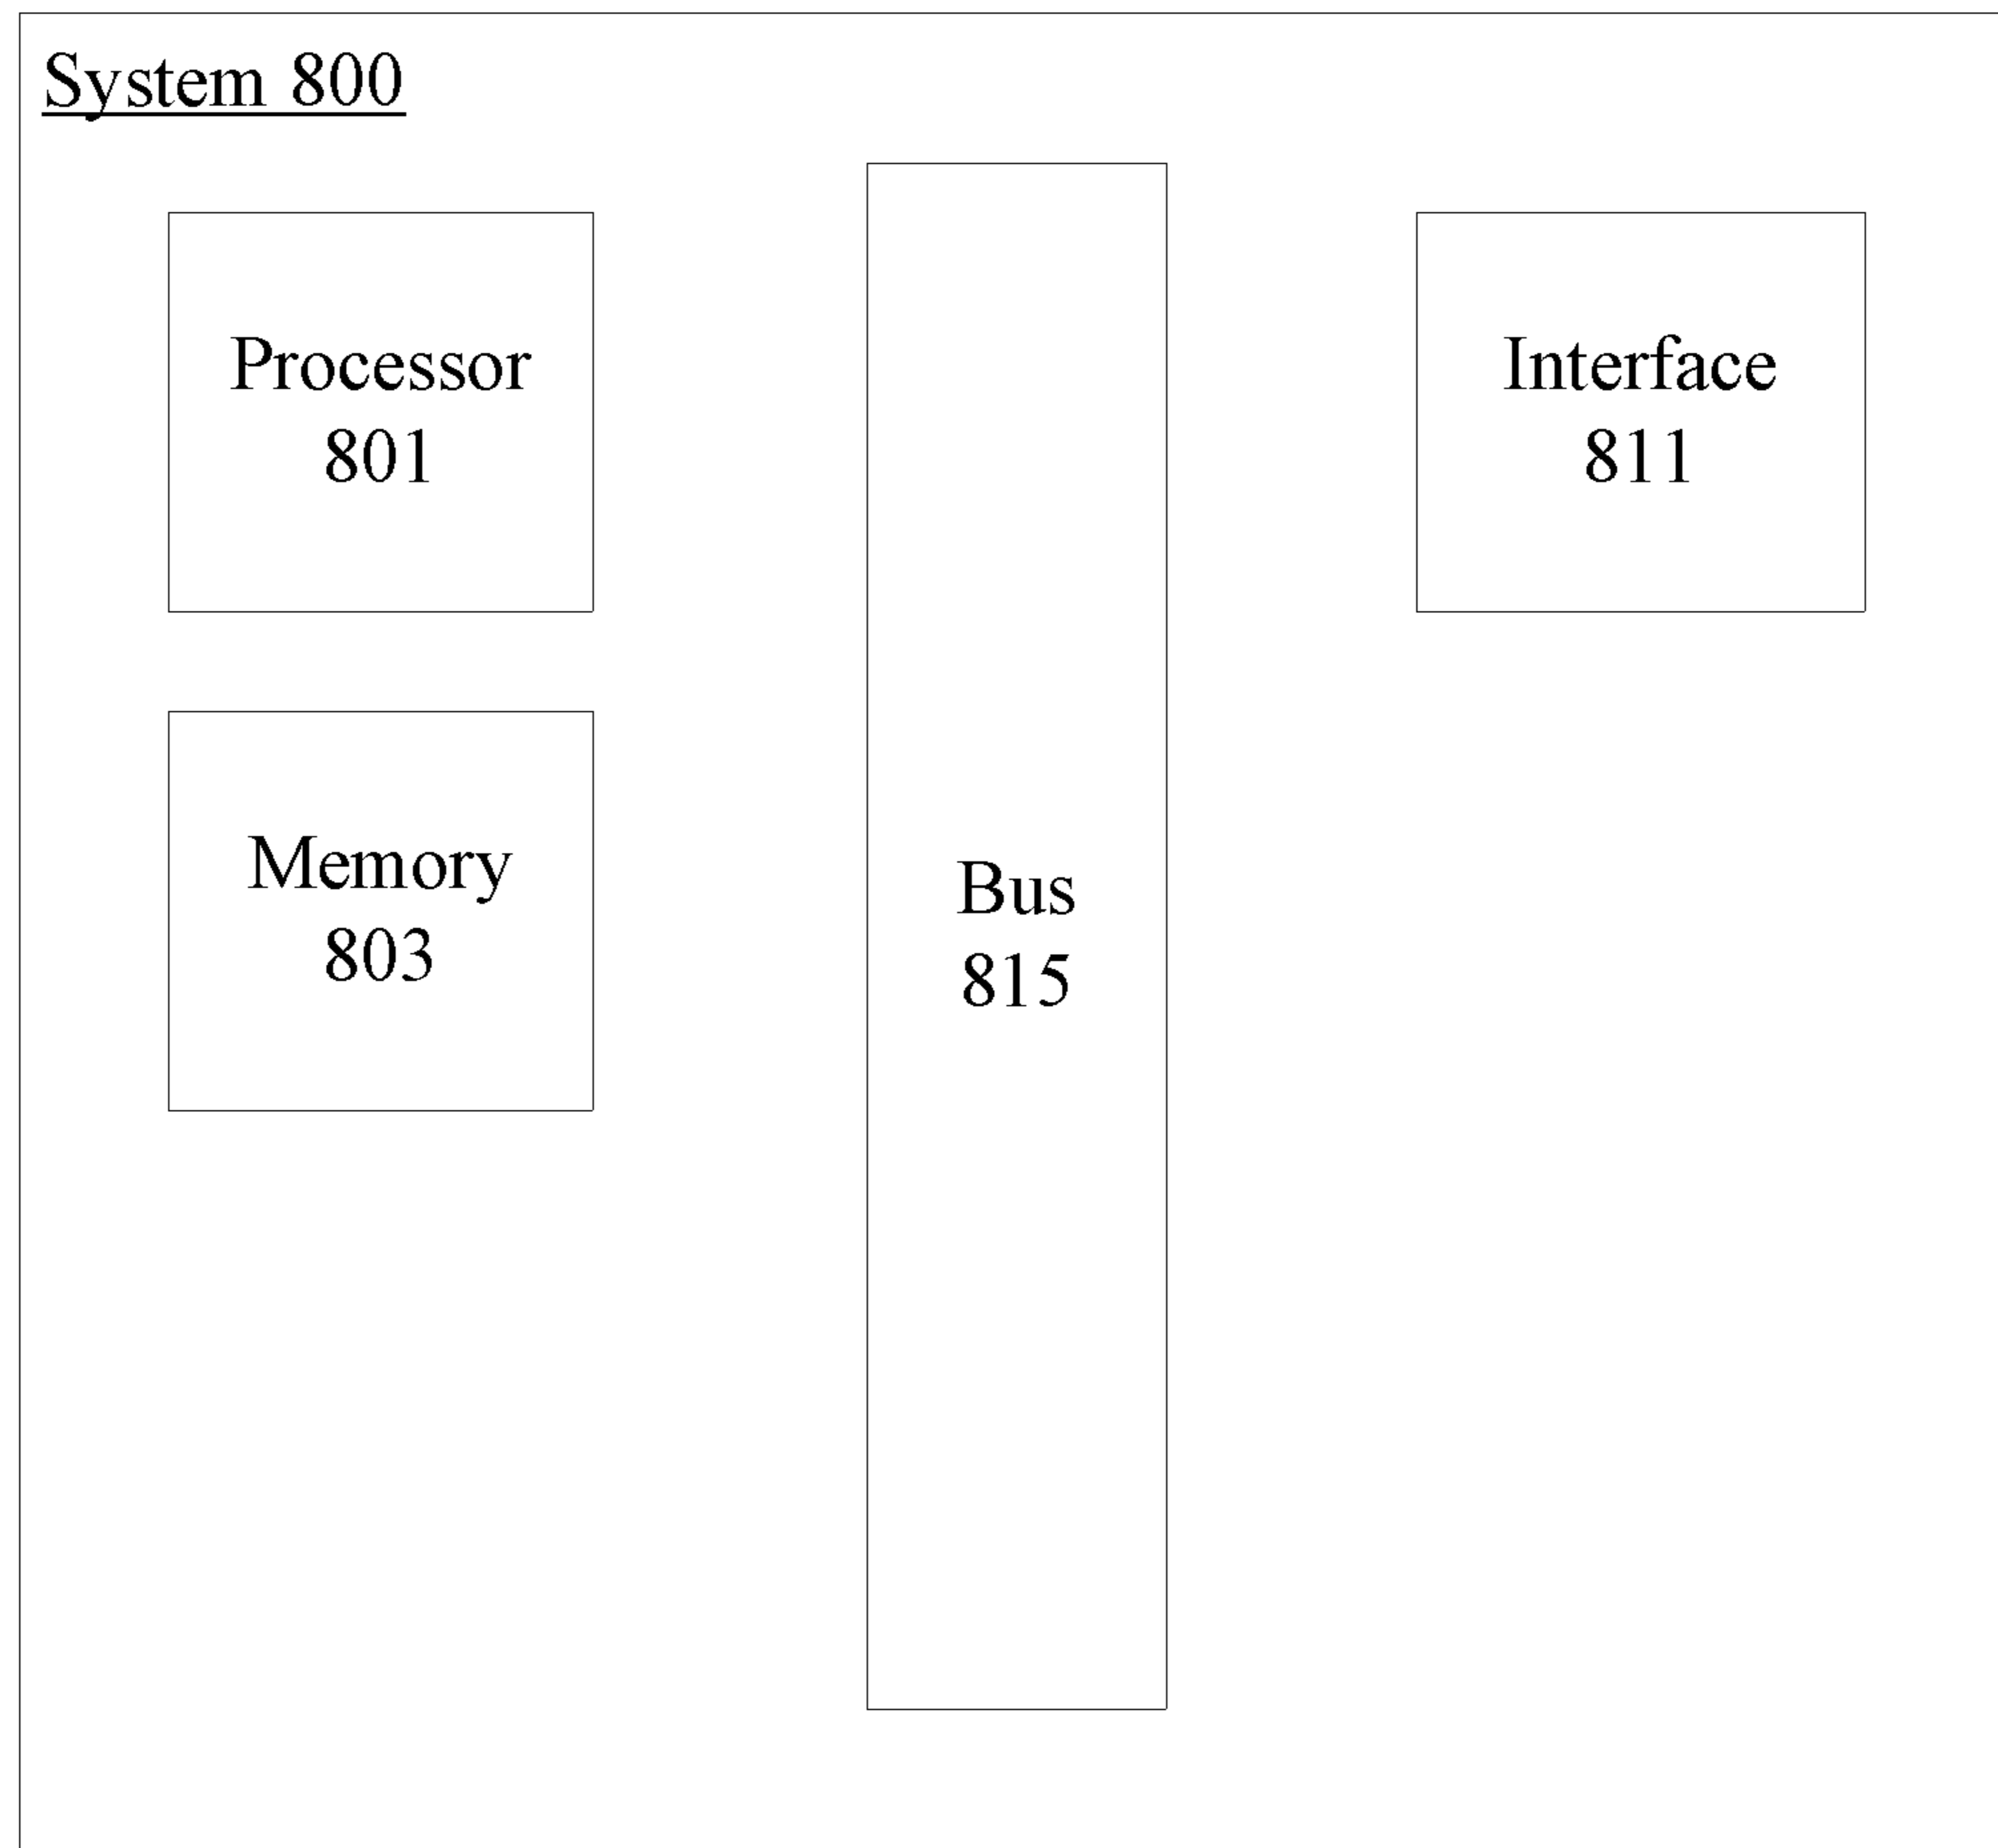 System 800
Processor
801
Interface
811
Memory
803
Bus
815